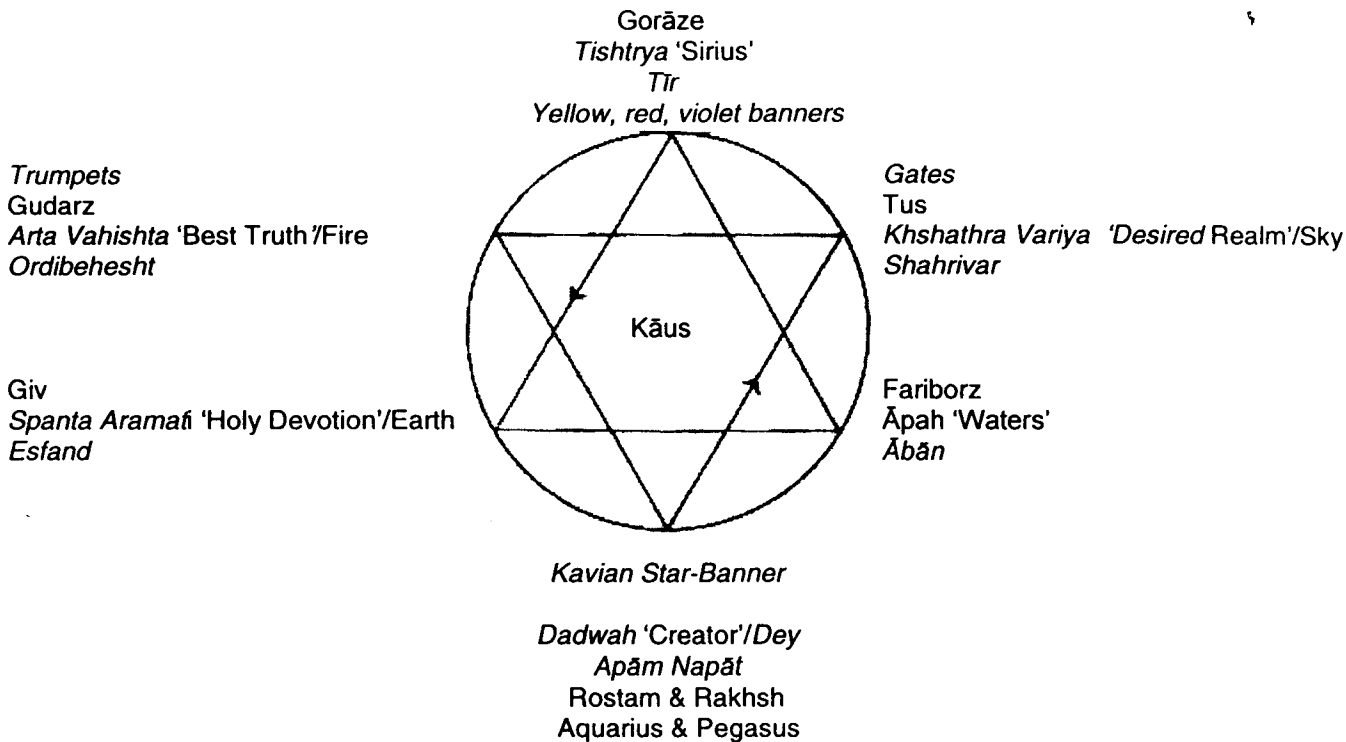 Gorāze
Tishtrya 'Sirius'
Tīr
Yellow, red, violet banners
Trumpets
Gudarz
Arta Vahishta 'Best Truth'/Fire
Ordibehesht
Gates
Tus
Khshathra Variya 'Desired Realm'/Sky
Shahrivar
Kāus
Giv
Spanta Aramafi 'Holy Devotion'/Earth
Esfand
Fariborz
Āpah 'Waters'
Ābān
Kavian Star-Banner
Dadwah 'Creator'/Dey
Apām Napāt
Rostam & Rakhsh
Aquarius & Pegasus